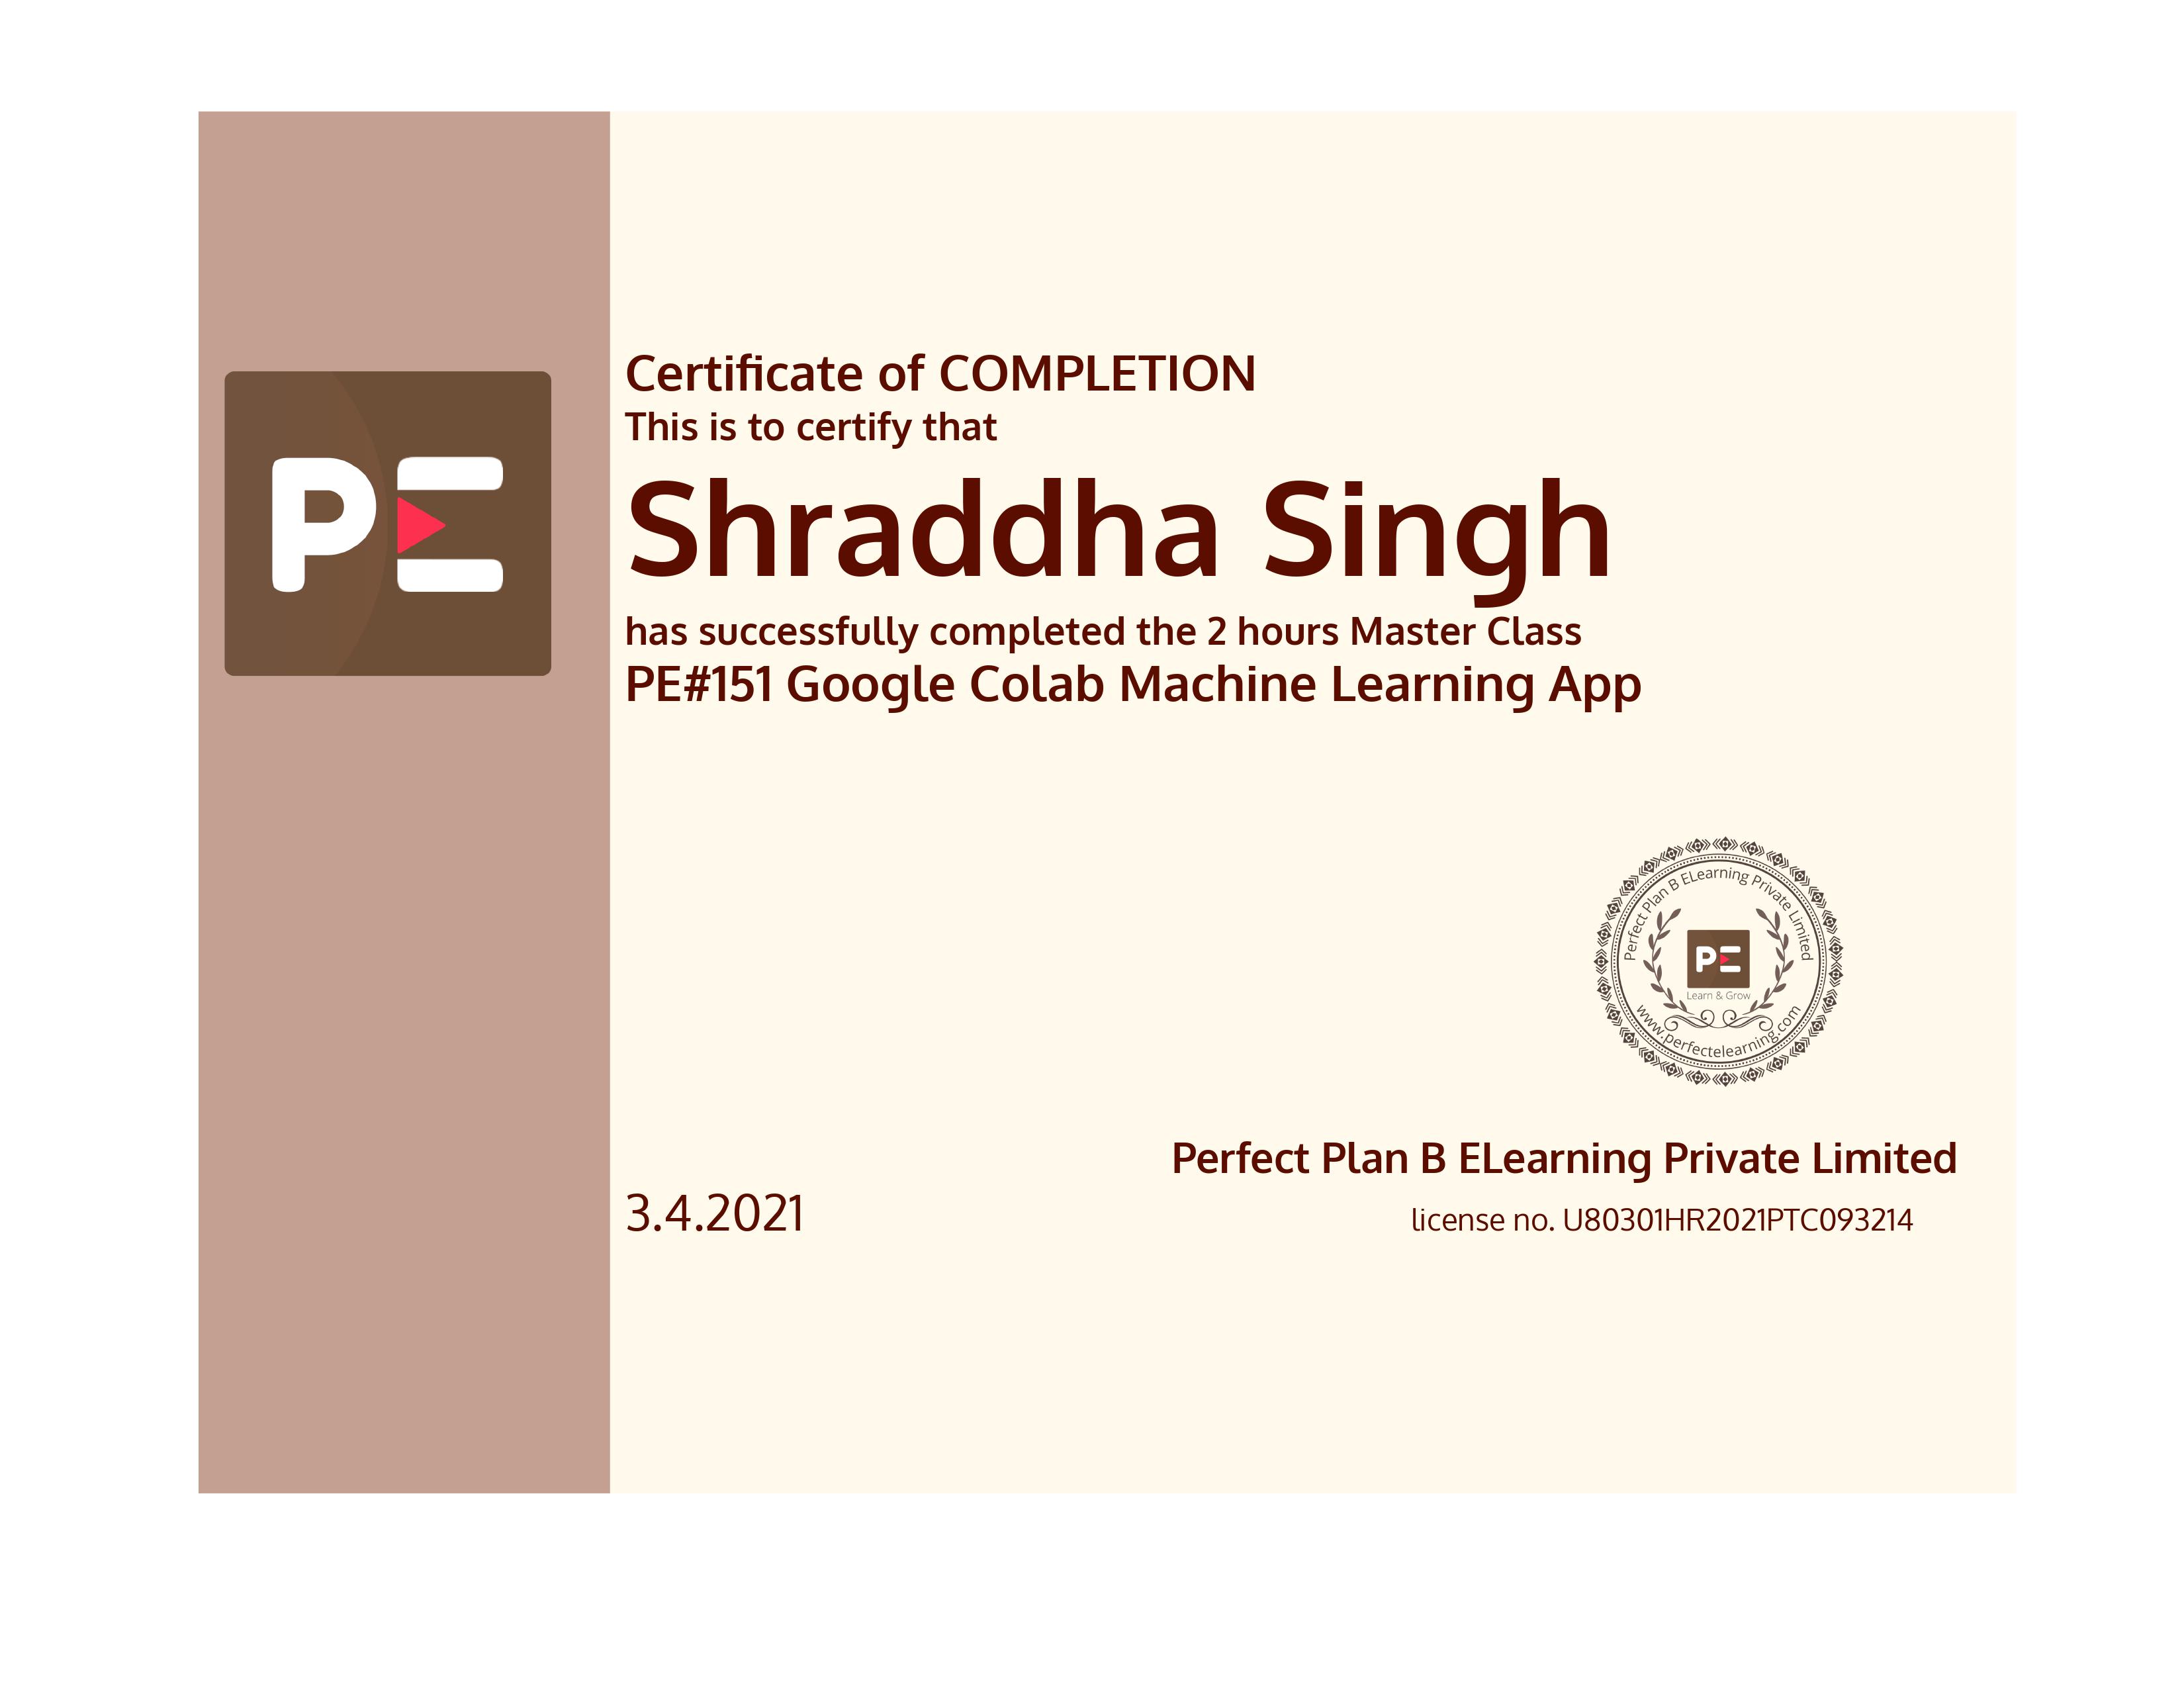 PE
Certificate of COMPLETION
This is to certify that
Shraddha Singh
has successfully completed the 2 hours Master Class
PE#151 Google Colab Machine Learning App
Perfect Plan B ELearning Private Limited
PE
Learn & Grow
www.perfectelearning.com
Perfect Plan B ELearning Private Limited
3.4.2021
license no. U80301HR2021PTC093214